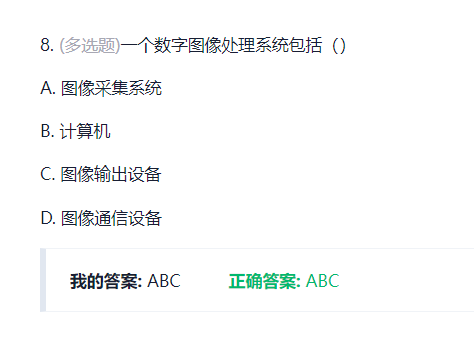 8. (多选题)一个数字图像处理系统包括（）
A. 图像采集系统
B. 计算机
C. 图像输出设备
D. 图像通信设备
我的答案: ABC 正确答案: ABC